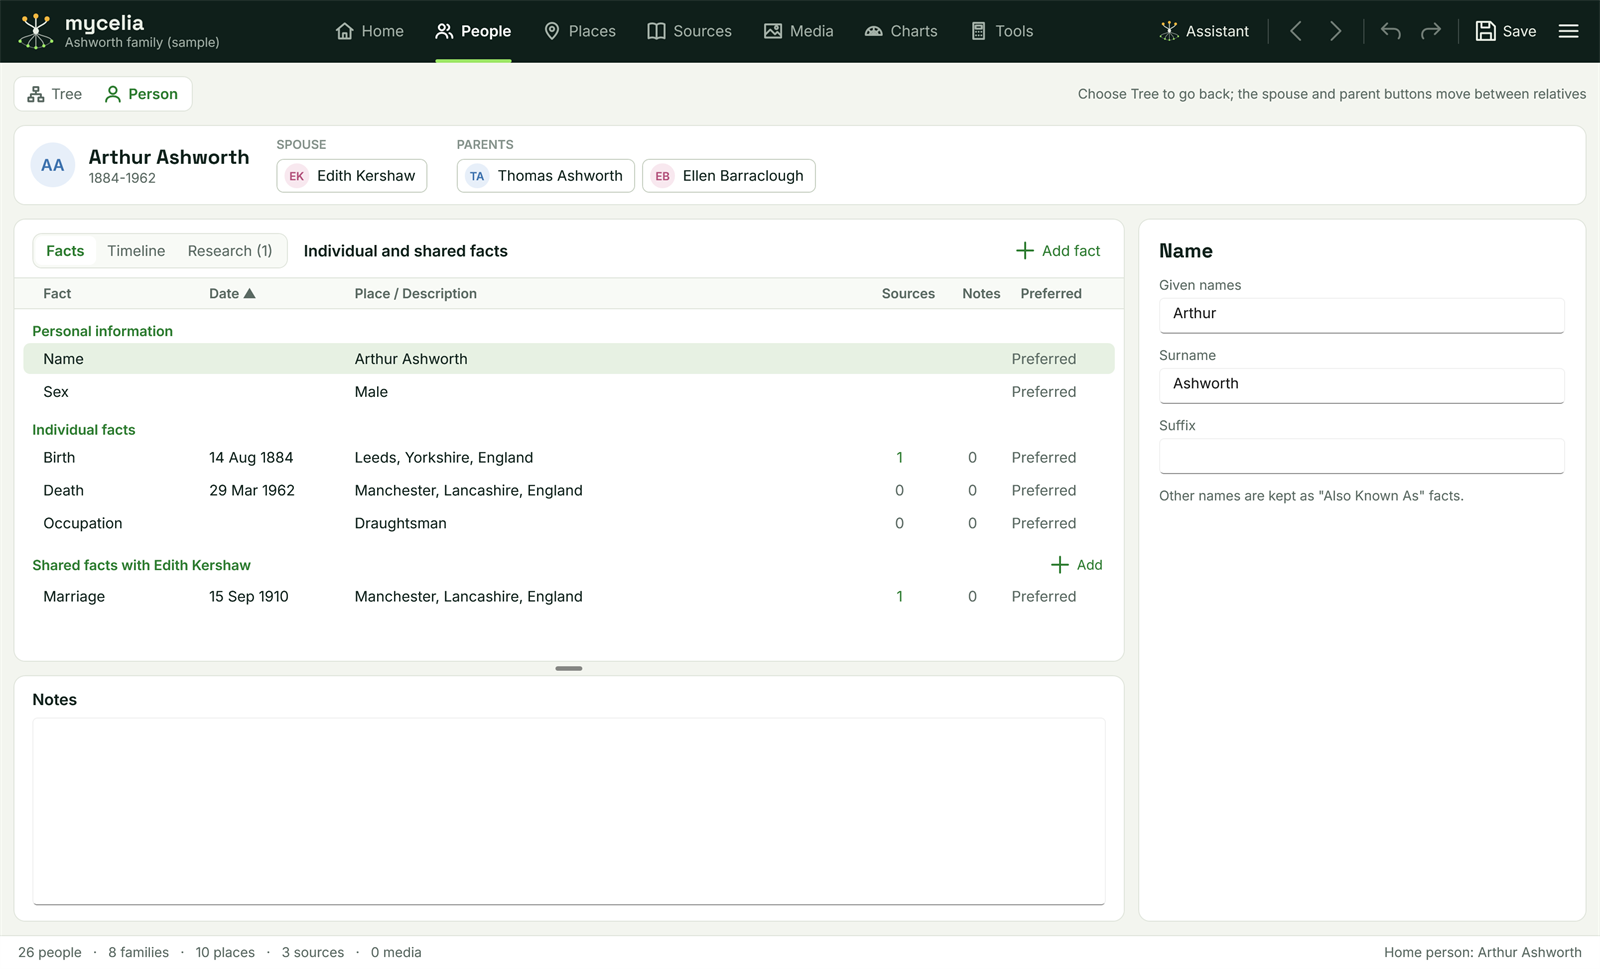 mycelia
Ashworth family (sample)
Home People Places Sources Media Charts Tools Assistant Save
Tree Person
Choose Tree to go back; the spouse and parent buttons move between relatives
AA
Arthur Ashworth
1884-1962
SPOUSE
EK Edith Kershaw
PARENTS
TA Thomas Ashworth EB Ellen Barraclough
Facts Timeline Research (1) Individual and shared facts Add fact
Fact Date Place / Description Sources Notes Preferred
Personal information
Name Arthur Ashworth Preferred
Sex Male Preferred
Individual facts
Birth 14 Aug 1884 Leeds, Yorkshire, England 1 0 Preferred
Death 29 Mar 1962 Manchester, Lancashire, England 0 0 Preferred
Occupation Draughtsman 0 0 Preferred
Shared facts with Edith Kershaw Add
Marriage 15 Sep 1910 Manchester, Lancashire, England 1 0 Preferred
Notes
Name
Given names
Arthur
Surname
Ashworth
Suffix
Other names are kept as "Also Known As" facts.
26 people · 8 families · 10 places · 3 sources · 0 media
Home person: Arthur Ashworth